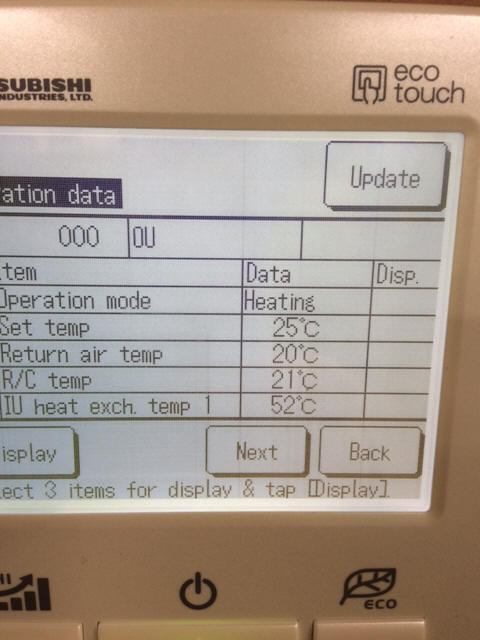 SUBISHI
NDUSTRIES, LTD.
eco
touch
Update
ation data
000 OU
tem Data Disp.
Operation mode Heating
Set temp 25°C
Return air temp 20°C
R/C temp 21°C
IU heat exch. temp 1 52°C
isplay Next Back
lect 3 items for display & tap [Display].
ECO